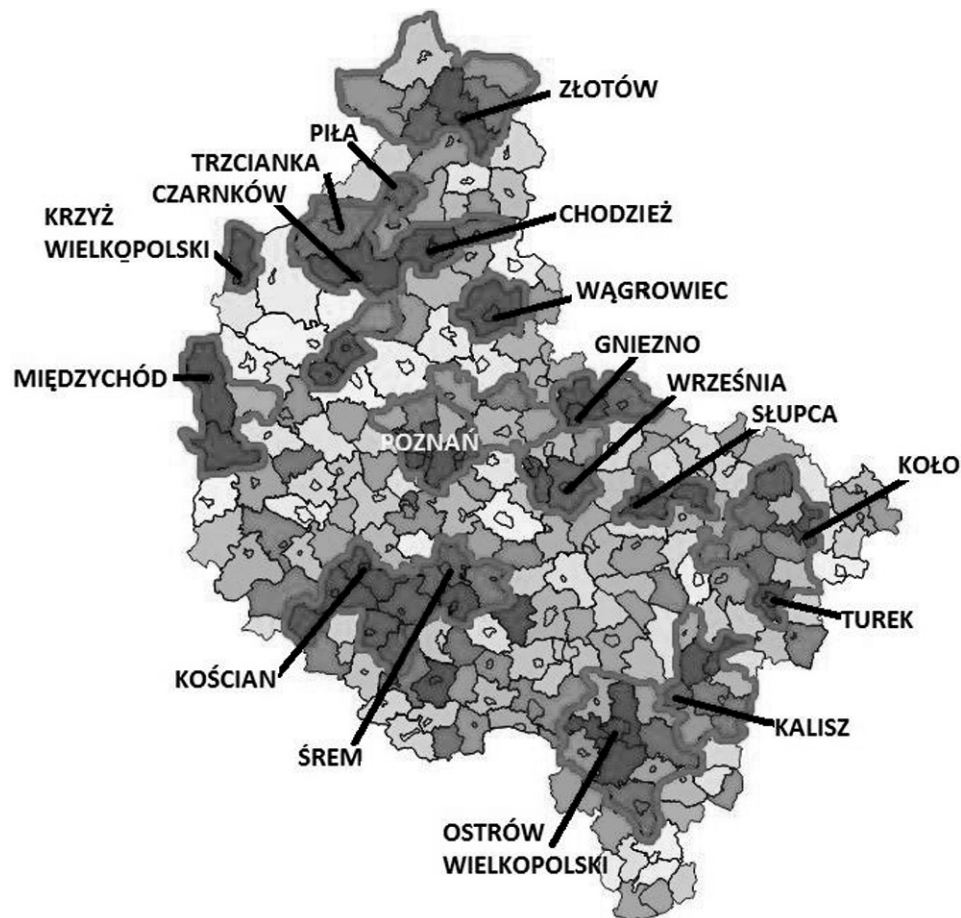 ZŁOTÓW
PIŁA
TRZCIANKA
CZARNKÓW
KRZYŻ
WIELKOPOLSKI
CHODZIEŻ
WĄGROWIEC
GNIEZNO
MIĘDZYCHÓD
WRZEŚNIA
SŁUPCA
POZNAŃ
KOŁO
TUREK
KOŚCIAN
KALISZ
ŚREM
OSTRÓW
WIELKOPOLSKI